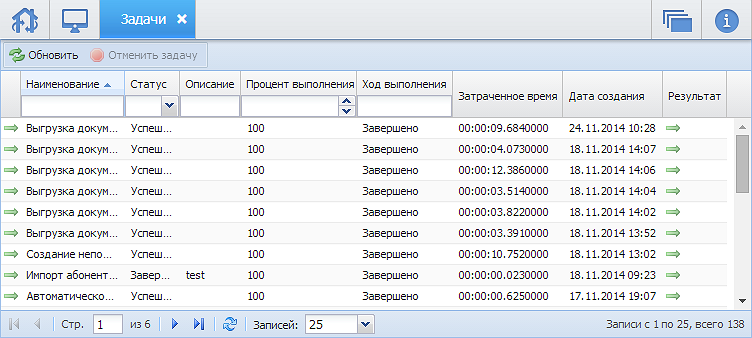 Задачи
Обновить Отменить задачу
Наименование Статус Описание Процент выполнения Ход выполнения Затраченное время Дата создания Результат
Выгрузка докум... Успеш... 100 Завершено 00:00:09.6840000 24.11.2014 10:28
Выгрузка докум... Успеш... 100 Завершено 00:00:04.0730000 18.11.2014 14:07
Выгрузка докум... Успеш... 100 Завершено 00:00:12.3860000 18.11.2014 14:06
Выгрузка докум... Успеш... 100 Завершено 00:00:03.5140000 18.11.2014 14:04
Выгрузка докум... Успеш... 100 Завершено 00:00:03.8220000 18.11.2014 14:02
Выгрузка докум... Успеш... 100 Завершено 00:00:03.3910000 18.11.2014 13:52
Создание непо... Успеш... 100 Завершено 00:00:10.7520000 18.11.2014 13:02
Импорт абонент... Завер... test 100 Завершено 00:00:00.0230000 18.11.2014 09:23
Автоматическо... Успеш... 100 Завершено 00:00:00.6250000 17.11.2014 19:07
Стр. 1 из 6 Записей: 25 Записи с 1 по 25, всего 138